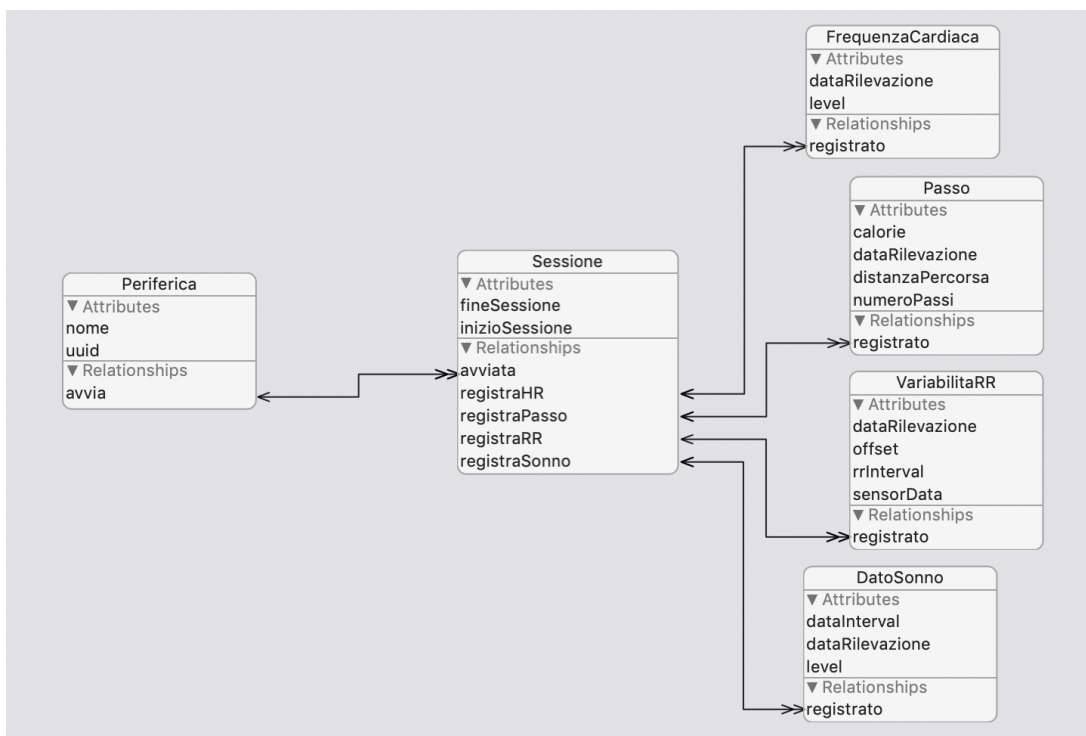 Periferica
▼ Attributes
nome
uuid
▼ Relationships
avvia
Sessione
▼ Attributes
fineSessione
inizioSessione
▼ Relationships
avviata
registraHR
registraPasso
registraRR
registraSonno
FrequenzaCardiaca
▼ Attributes
dataRilevazione
level
▼ Relationships
registrato
Passo
▼ Attributes
calorie
dataRilevazione
distanzaPercorsa
numeroPassi
▼ Relationships
registrato
VariabilitaRR
▼ Attributes
dataRilevazione
offset
rrInterval
sensorData
▼ Relationships
registrato
DatoSonno
▼ Attributes
dataInterval
dataRilevazione
level
▼ Relationships
registrato